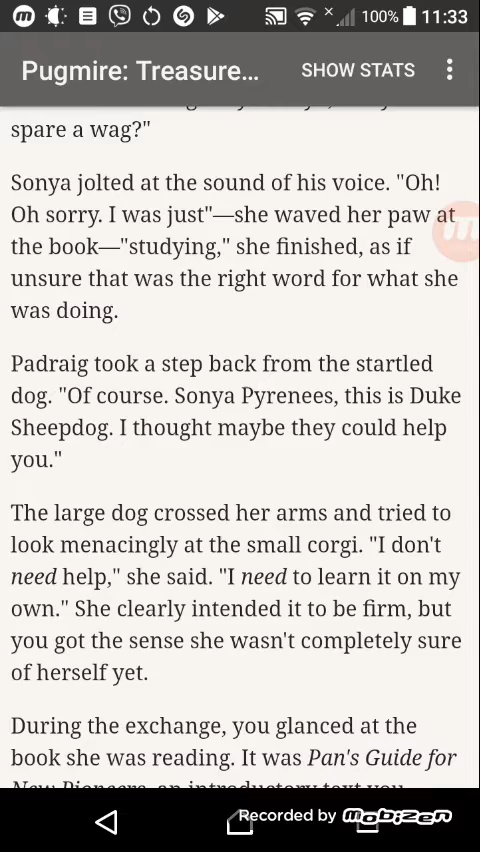 100% 11:33
Pugmire: Treasure... SHOW STATS
spare a wag?"
Sonya jolted at the sound of his voice. "Oh!
Oh sorry. I was just"—she waved her paw at
the book—"studying," she finished, as if
unsure that was the right word for what she
was doing.
Padraig took a step back from the startled
dog. "Of course. Sonya Pyrenees, this is Duke
Sheepdog. I thought maybe they could help
you."
The large dog crossed her arms and tried to
look menacingly at the small corgi. "I don't
need help," she said. "I need to learn it on my
own." She clearly intended it to be firm, but
you got the sense she wasn't completely sure
of herself yet.
During the exchange, you glanced at the
book she was reading. It was Pan's Guide for
New Pioneers, an introductory text you
Recorded by Mobizen